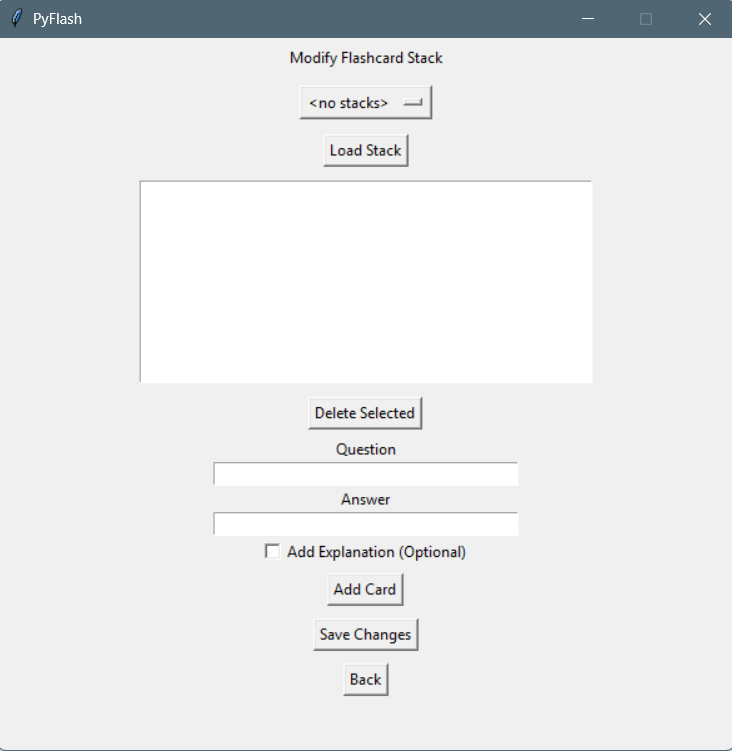 PyFlash
Modify Flashcard Stack
<no stacks>
Load Stack
Delete Selected
Question
Answer
Add Explanation (Optional)
Add Card
Save Changes
Back